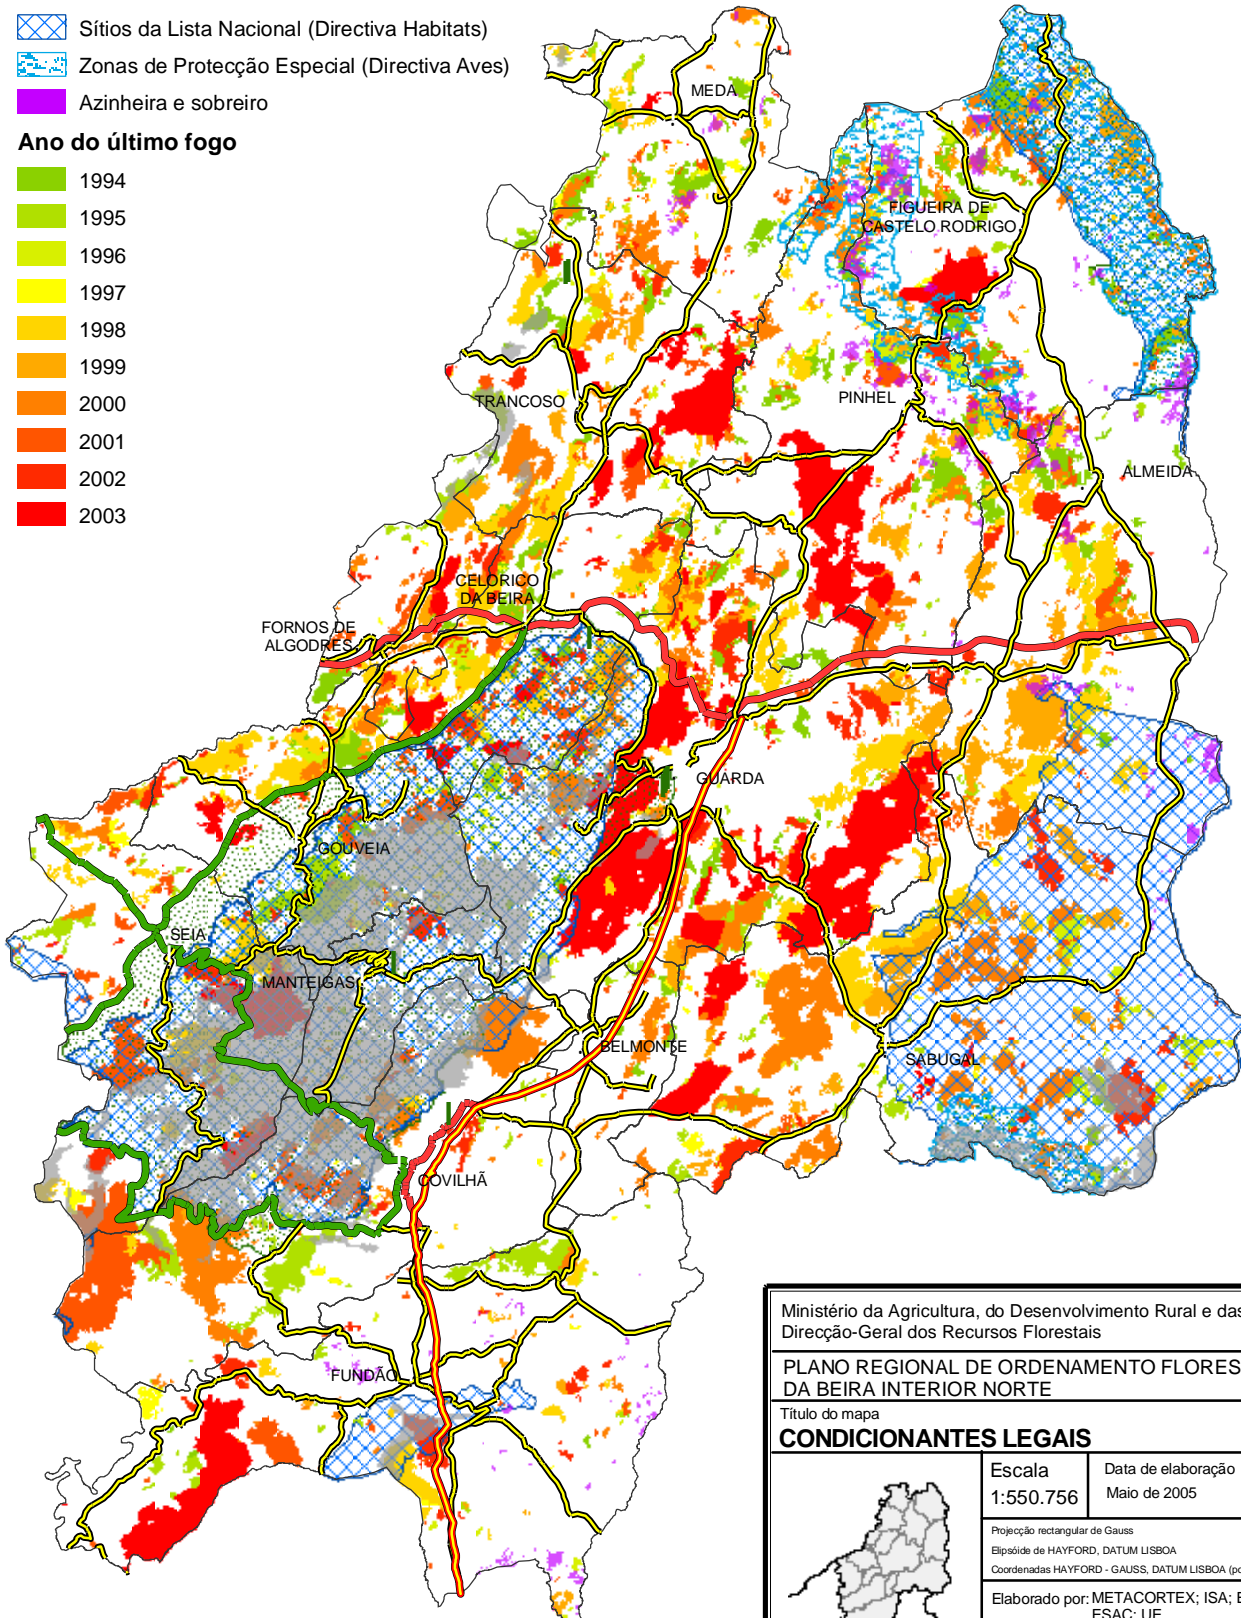 Sítios da Lista Nacional (Directiva Habitats)
Zonas de Protecção Especial (Directiva Aves)
Azinheira e sobreiro
Ano do último fogo
1994
1995
1996
1997
1998
1999
2000
2001
2002
2003
MEDA
FIGUEIRA DE
CASTELO RODRIGO
TRANCOSO
PINHEL
ALMEIDA
CELORICO
DA BEIRA
FORNOS DE
ALGODRES
GUARDA
GOUVEIA
SEIA
MANTEIGAS
BELMONTE
SABUGAL
COVILHÃ
FUNDÃO
Ministério da Agricultura, do Desenvolvimento Rural e das
Direcção-Geral dos Recursos Florestais
PLANO REGIONAL DE ORDENAMENTO FLORES
DA BEIRA INTERIOR NORTE
Título do mapa
CONDICIONANTES LEGAIS
Escala
1:550.756
Data de elaboração
Maio de 2005
Projecção rectangular de Gauss
Elipsóide de HAYFORD, DATUM LISBOA
Coordenadas HAYFORD - GAUSS, DATUM LISBOA (po
Elaborado por: METACORTEX; ISA; E
ESAC; UE